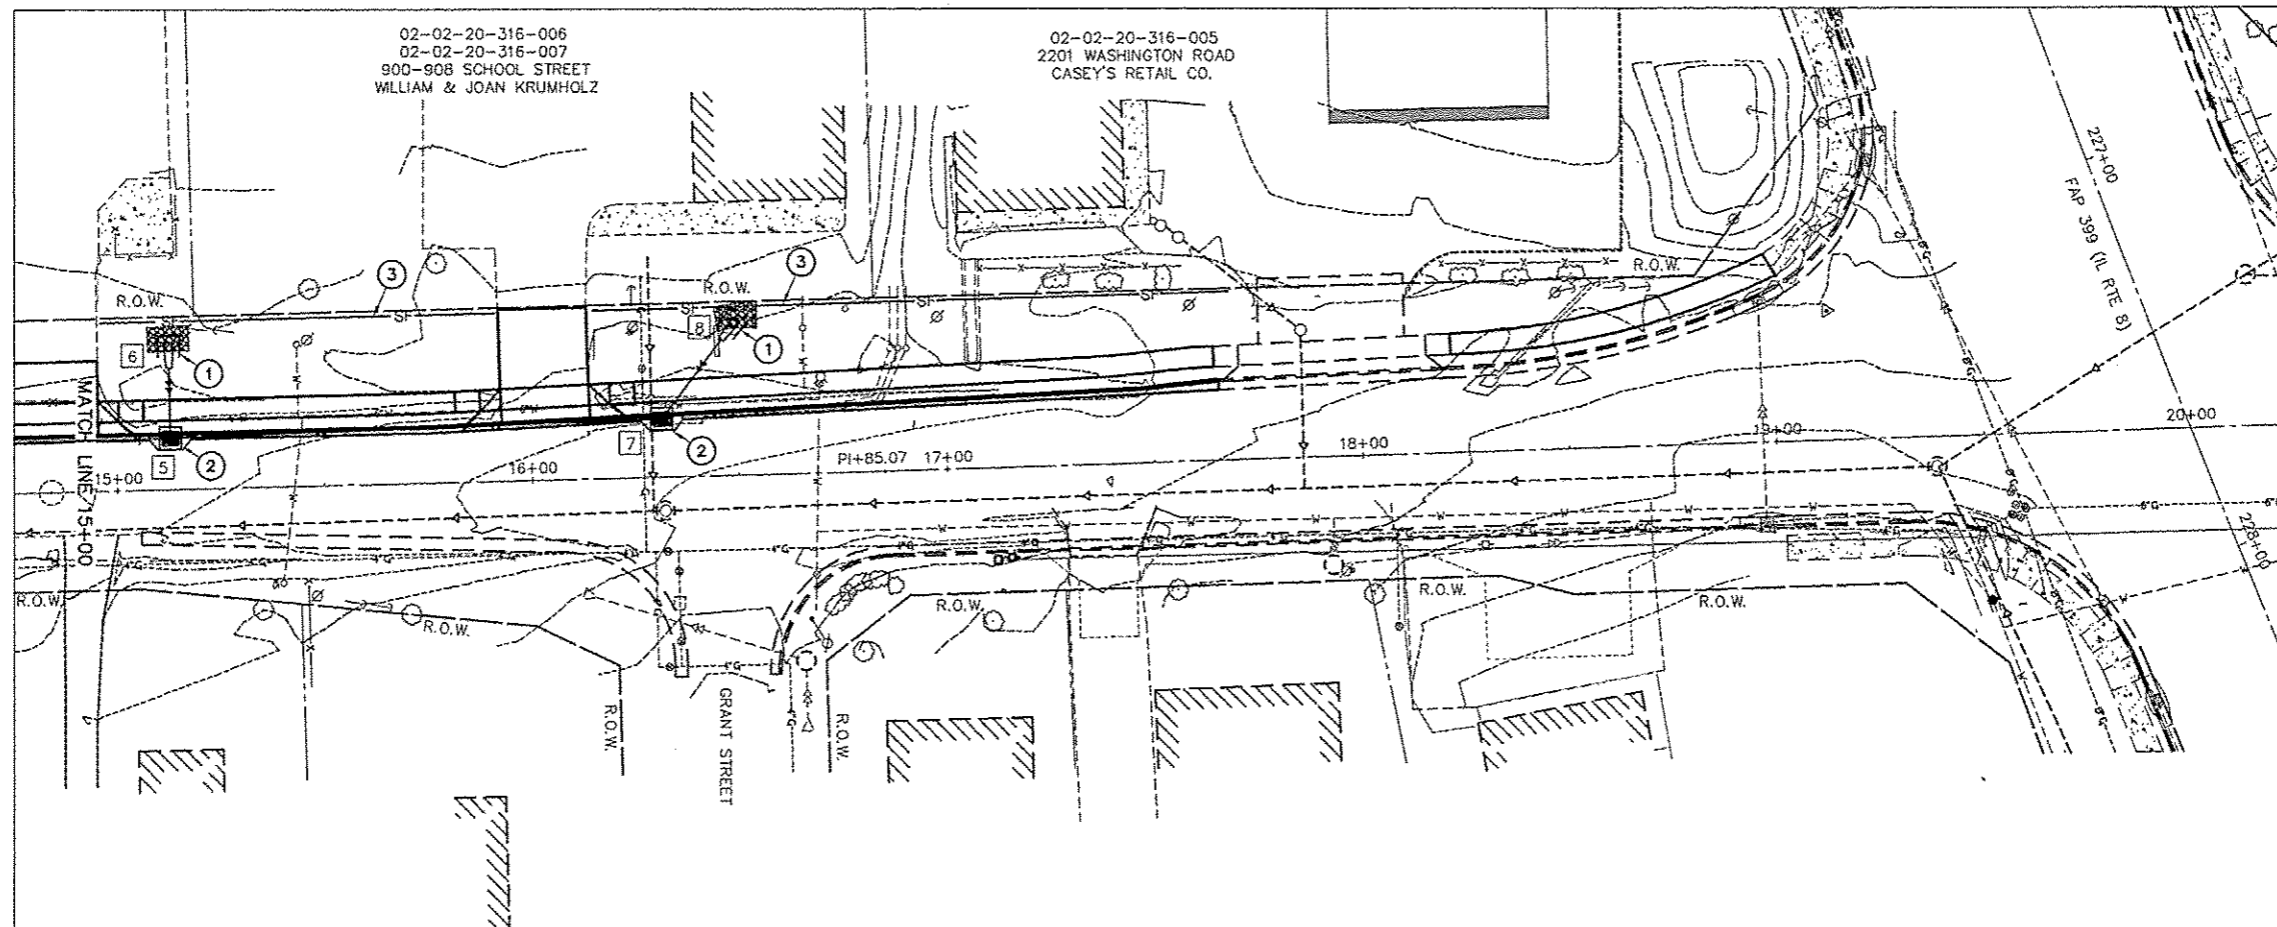 02-02-20-316-006
02-02-20-316-007
900-908 SCHOOL STREET
WILLIAM & JOAN KRUMHOLZ
02-02-20-316-005
2201 WASHINGTON ROAD
CASEY'S RETAIL CO.
227+00
FAP 399 (IL RTE 8)
3
3
R.O.W.
R.O.W.
R.O.W.
SF
SF
SF
SF
SF
6
1
8
1
MATCH LINE 15+00
5
2
7
2
15+00
16+00
PI+85.07
17+00
18+00
19+00
20+00
228+00
R.O.W.
R.O.W.
R.O.W.
R.O.W.
R.O.W.
R.O.W.
GRANT STREET
R.O.W.